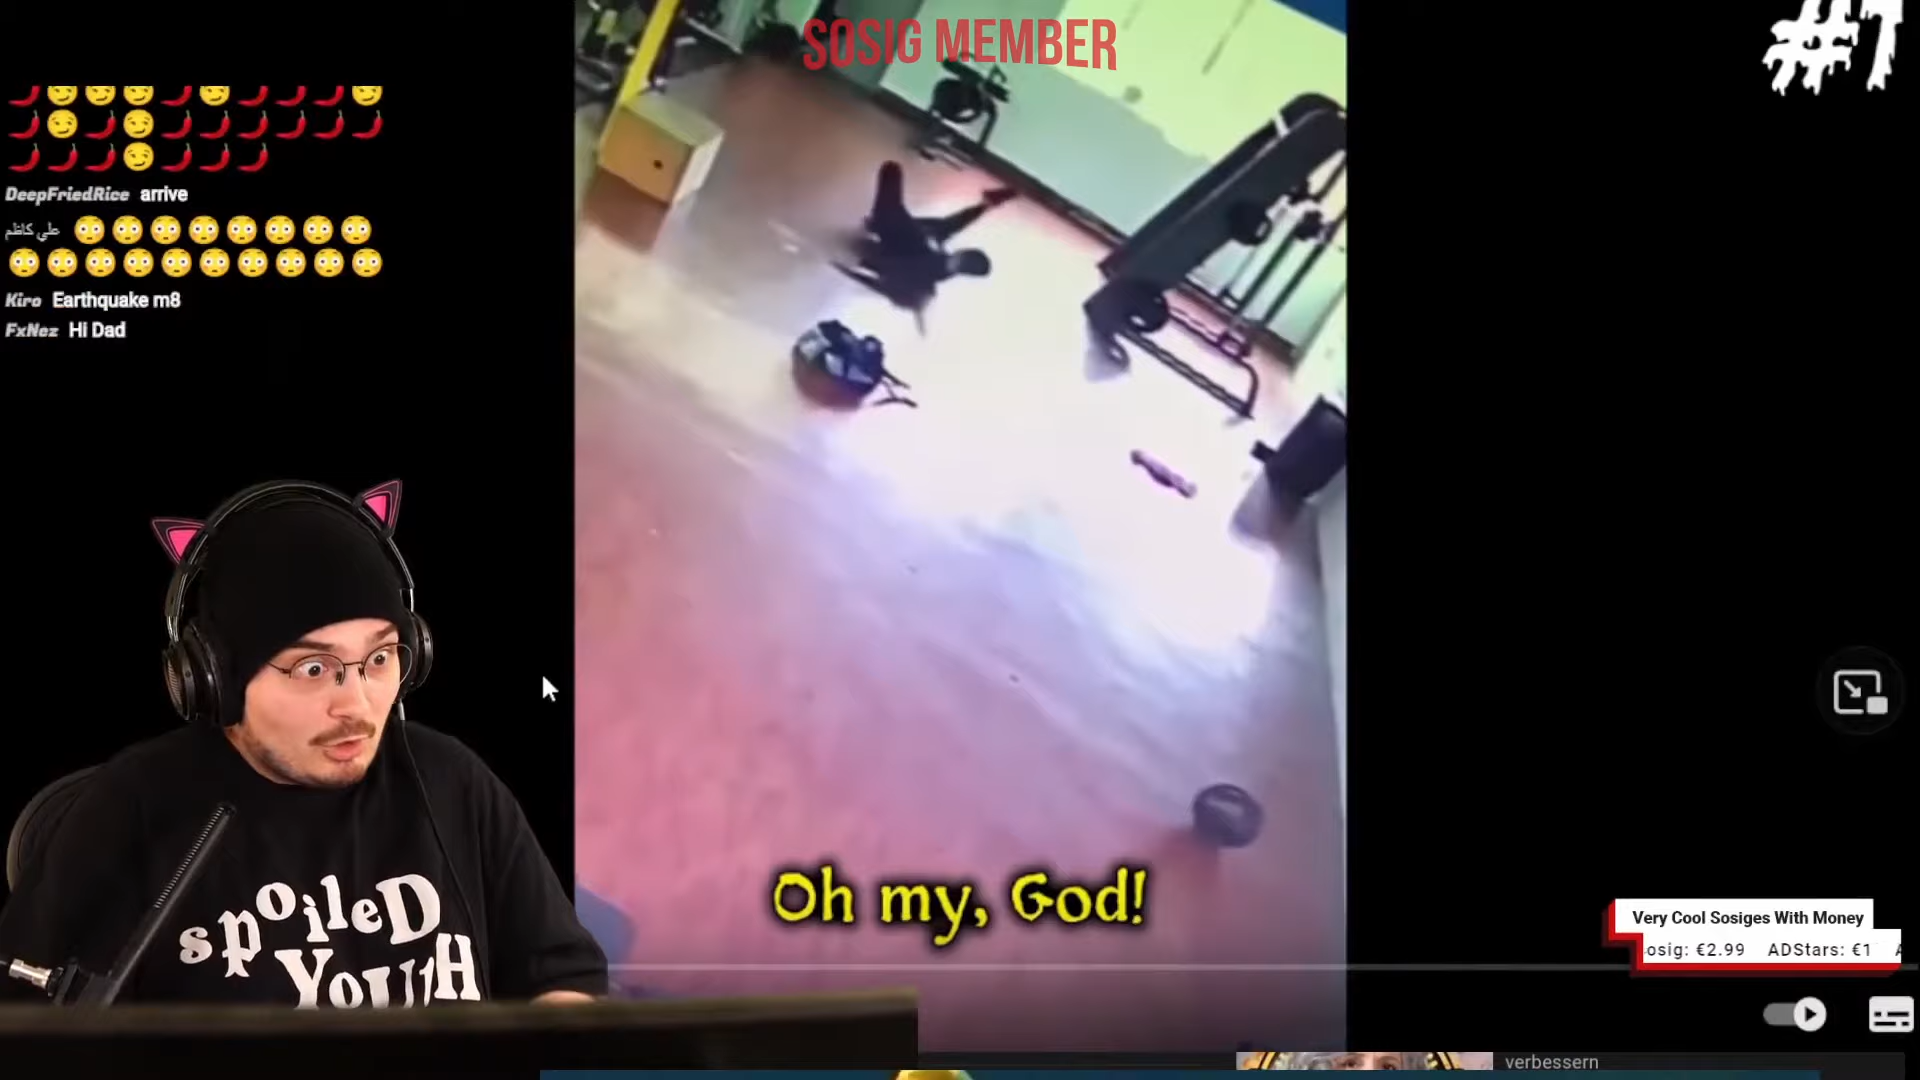 SOSIG MEMBER
#1
DeepFriedRice arrive
علي كاظم
Kiro Earthquake m8
FxNez Hi Dad
spoiled
YouTH
Oh my, God!
Very Cool Sosiges With Money
osig: €2.99 ADStars: €1
verbessern